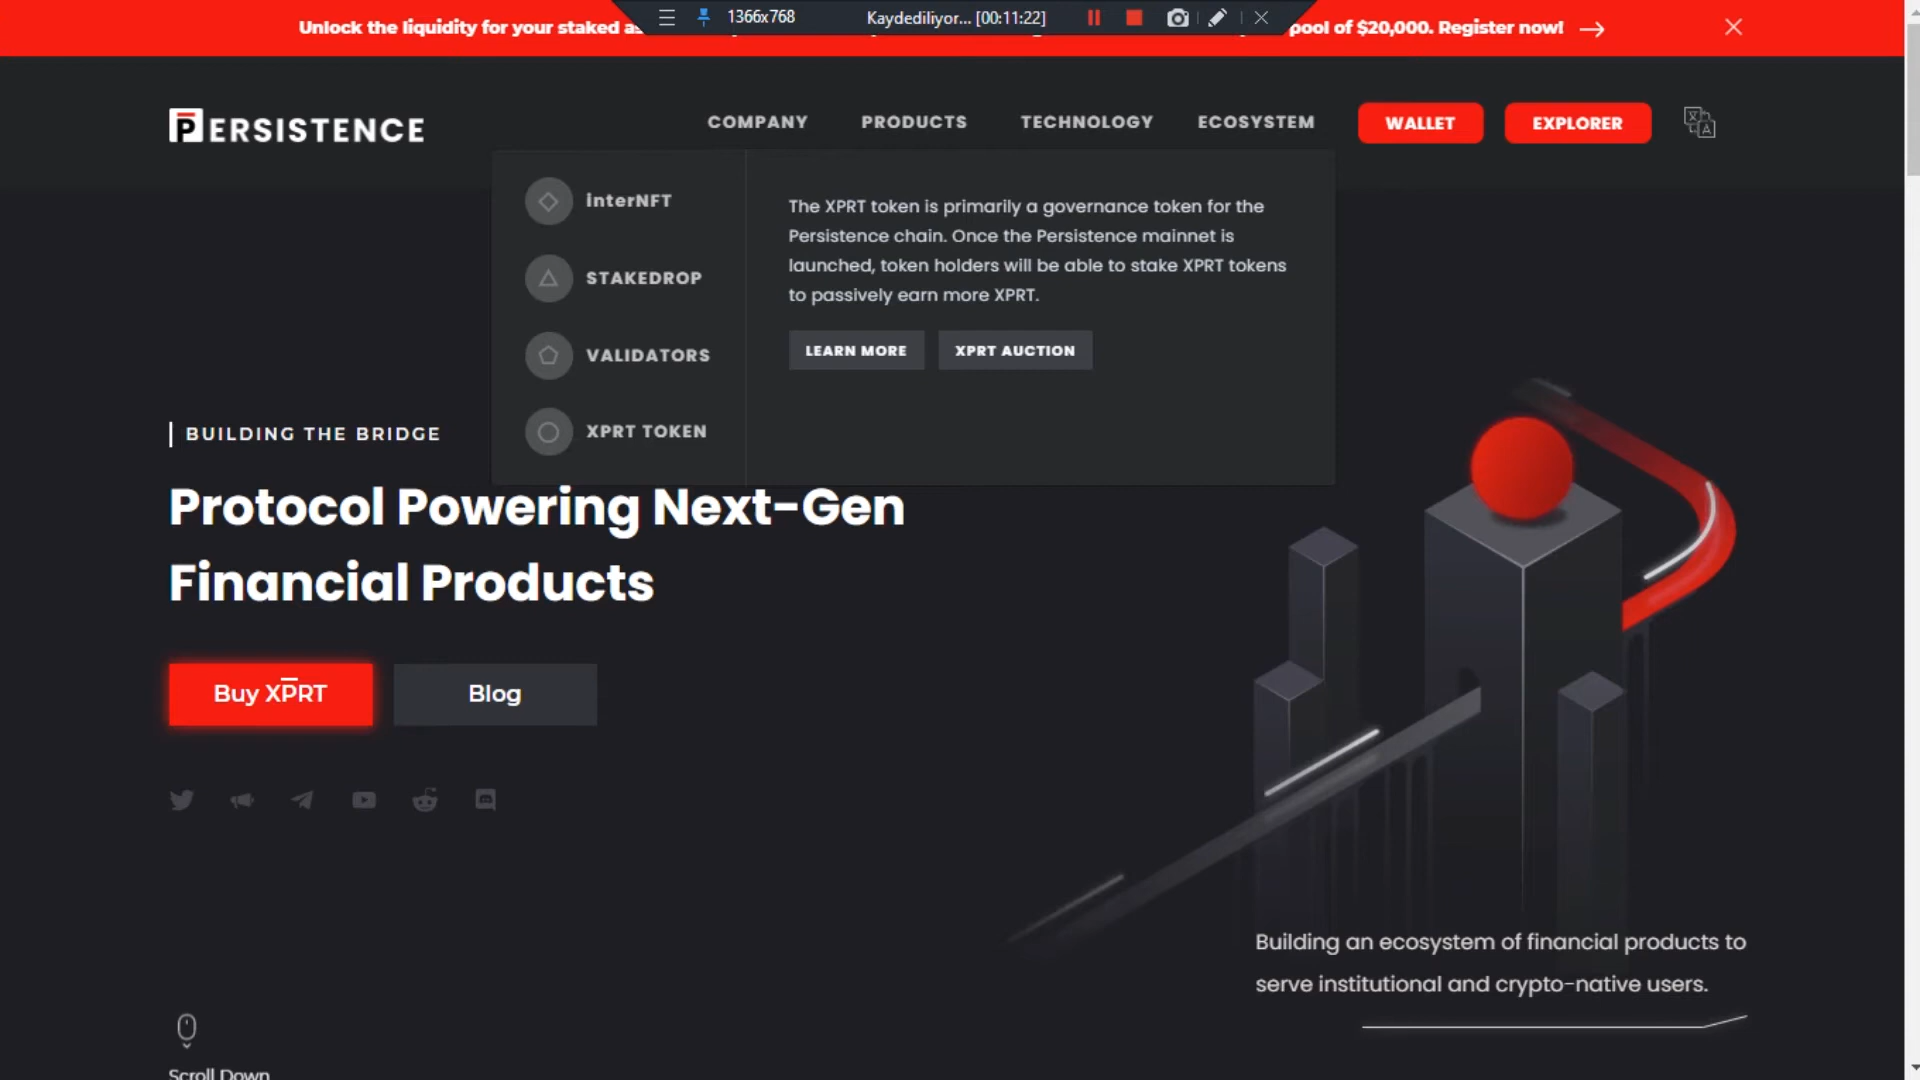 1366x768
Kaydediliyor... [00:11:22]
Unlock the liquidity for your staked
pool of $20,000. Register now!
PERSISTENCE
COMPANY
PRODUCTS
TECHNOLOGY
ECOSYSTEM
WALLET
EXPLORER
interNFT
STAKEDROP
VALIDATORS
XPRT TOKEN
The XPRT token is primarily a governance token for the
Persistence chain. Once the Persistence mainnet is
launched, token holders will be able to stake XPRT tokens
to passively earn more XPRT.
LEARN MORE
XPRT AUCTION
BUILDING THE BRIDGE
Protocol Powering Next-Gen
Financial Products
Buy XPRT
Blog
Building an ecosystem of financial products to
serve institutional and crypto-native users.
Scroll Down